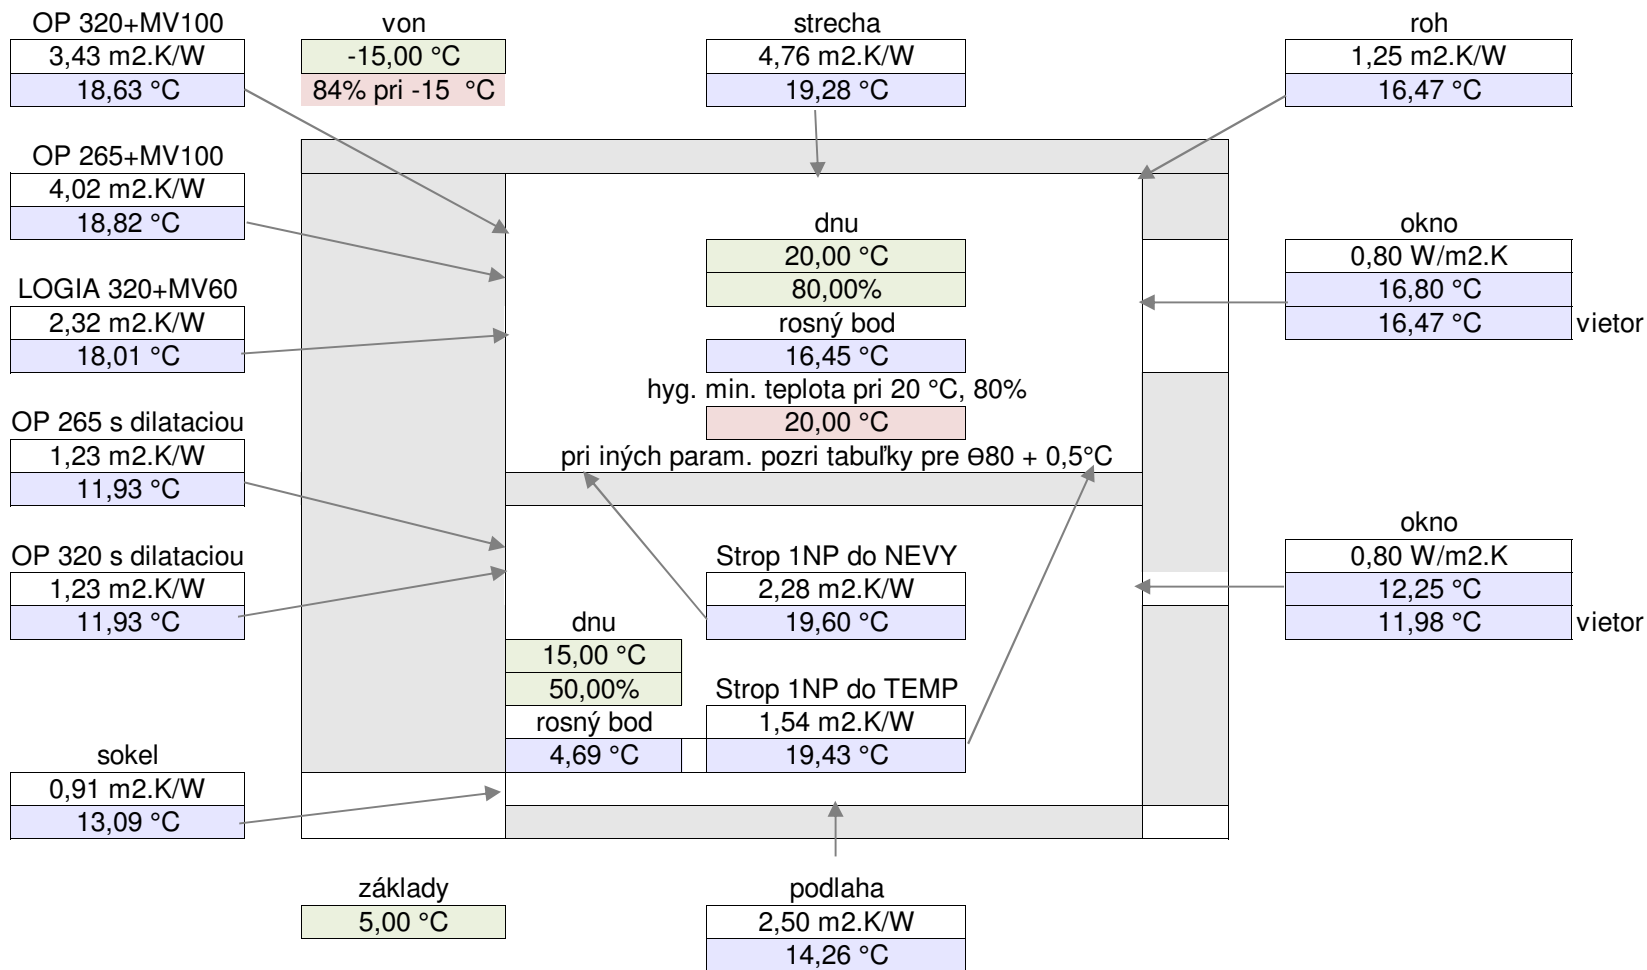 OP 320+MV100
3,43 m2.K/W
18,63 °C
von
-15,00 °C
84% pri -15 °C
strecha
4,76 m2.K/W
19,28 °C
roh
1,25 m2.K/W
16,47 °C
OP 265+MV100
4,02 m2.K/W
18,82 °C
LOGIA 320+MV60
2,32 m2.K/W
18,01 °C
dnu
20,00 °C
80,00%
rosný bod
16,45 °C
hyg. min. teplota pri 20 °C, 80%
20,00 °C
pri iných param. pozri tabuľky pre Θ80 + 0,5°C
okno
0,80 W/m2.K
16,80 °C
16,47 °C vietor
OP 265 s dilataciou
1,23 m2.K/W
11,93 °C
OP 320 s dilataciou
1,23 m2.K/W
11,93 °C
Strop 1NP do NEVY
2,28 m2.K/W
19,60 °C
dnu
15,00 °C
50,00%
rosný bod
4,69 °C
Strop 1NP do TEMP
1,54 m2.K/W
19,43 °C
okno
0,80 W/m2.K
12,25 °C
11,98 °C vietor
sokel
0,91 m2.K/W
13,09 °C
základy
5,00 °C
podlaha
2,50 m2.K/W
14,26 °C